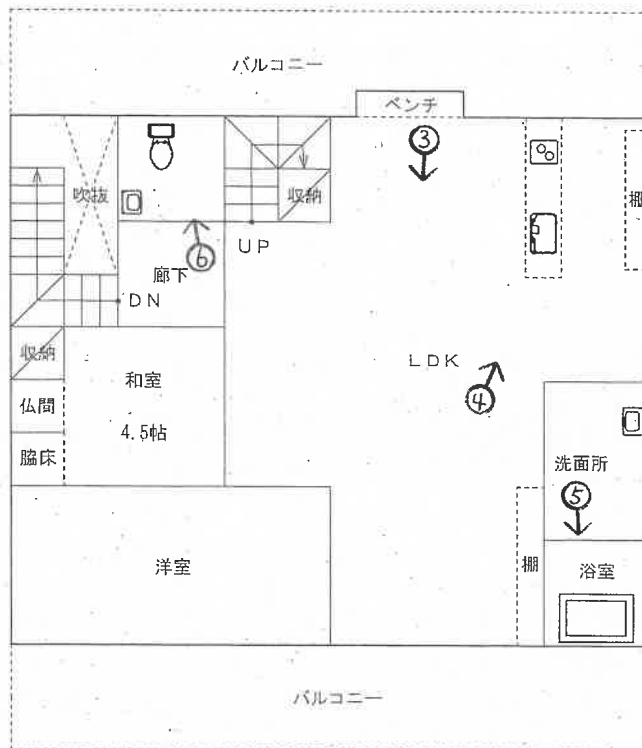 バルコニー
ベンチ
③
棚
吹抜
収納
UP
⑥
廊下
DN
収納
和室
4.5帖
LDK
④
仏間
脇床
洗面所
⑤
洋室
棚
浴室
バルコニー